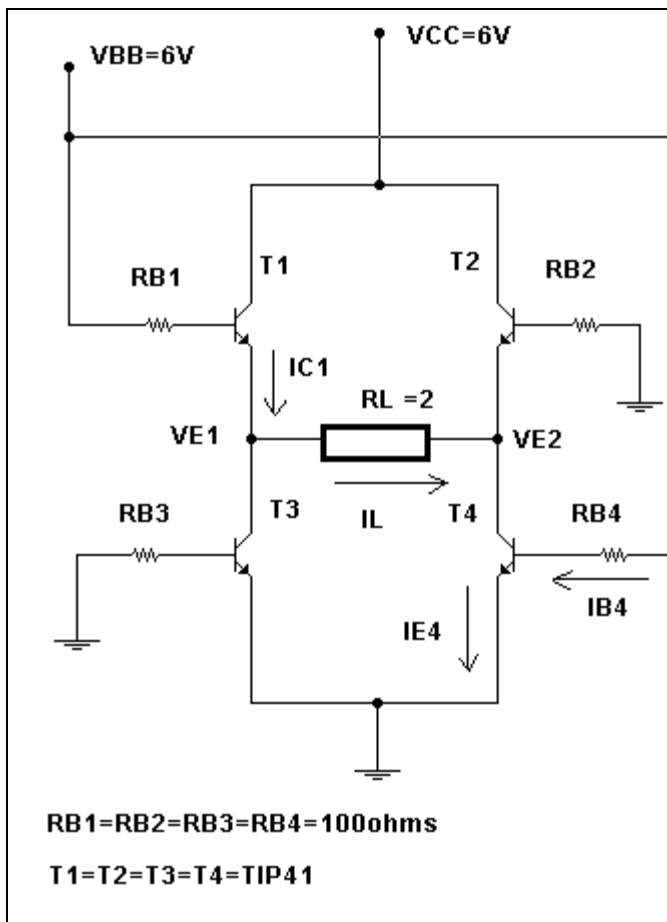 VBB=6V
VCC=6V
RB1
T1
T2
RB2
IC1
RL =2
VE1
VE2
RB3
T3
IL
T4
RB4
IE4
IB4
RB1=RB2=RB3=RB4=100ohms
T1=T2=T3=T4=TIP41